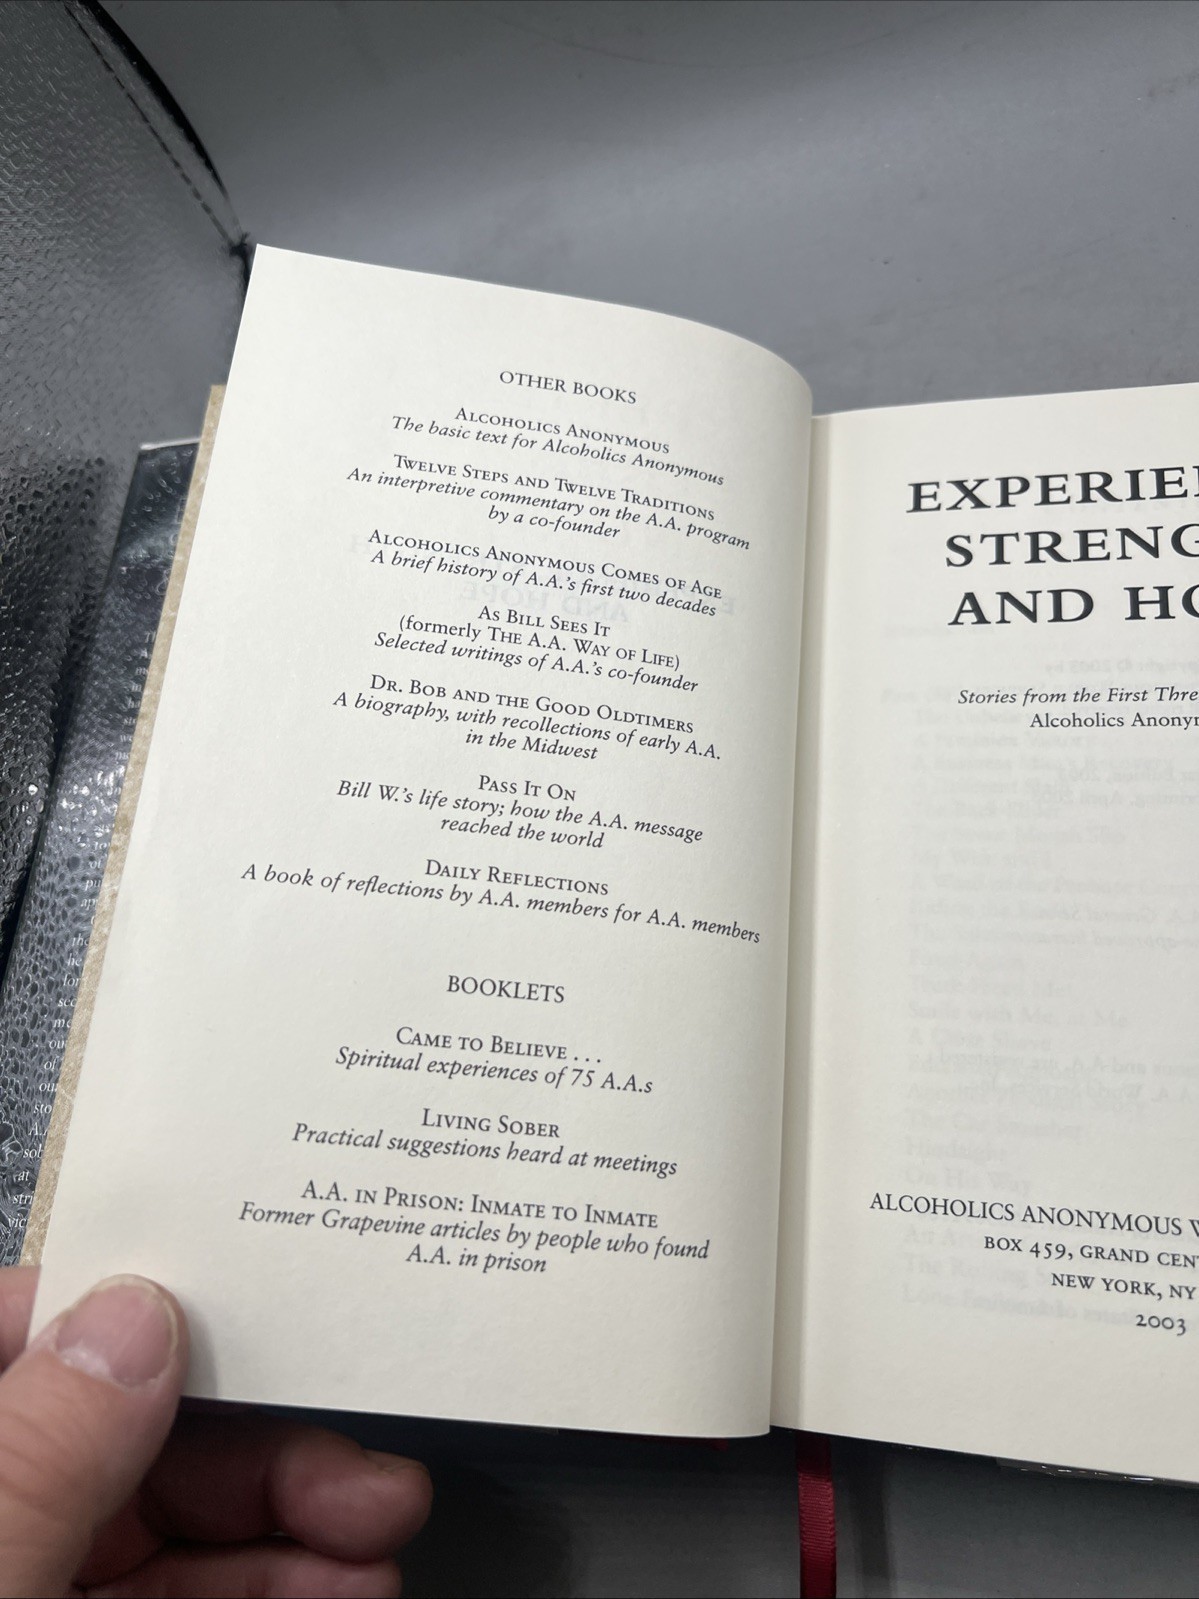 OTHER BOOKS
ALCOHOLICS ANONYMOUS
The basic text for Alcoholics Anonymous
TWELVE STEPS AND TWELVE TRADITIONS
An interpretive commentary on the A.A. program
by a co-founder
ALCOHOLICS ANONYMOUS COMES OF AGE
A brief history of A.A.'s first two decades
AS BILL SEES IT
(formerly THE A.A. WAY OF LIFE)
Selected writings of A.A.'s co-founder
DR. BOB AND THE GOOD OLDTIMERS
A biography, with recollections of early A.A.
in the Midwest
PASS IT ON
Bill W.'s life story; how the A.A. message
reached the world
DAILY REFLECTIONS
A book of reflections by A.A. members for A.A. members
BOOKLETS
CAME TO BELIEVE . . .
Spiritual experiences of 75 A.A.s
LIVING SOBER
Practical suggestions heard at meetings
A.A. IN PRISON: INMATE TO INMATE
Former Grapevine articles by people who found
A.A. in prison
EXPERIEN
STRENG
AND HO
Stories from the First Thre
Alcoholics Anonym
ALCOHOLICS ANONYMOUS W
BOX 459, GRAND CENT
NEW YORK, NY
2003